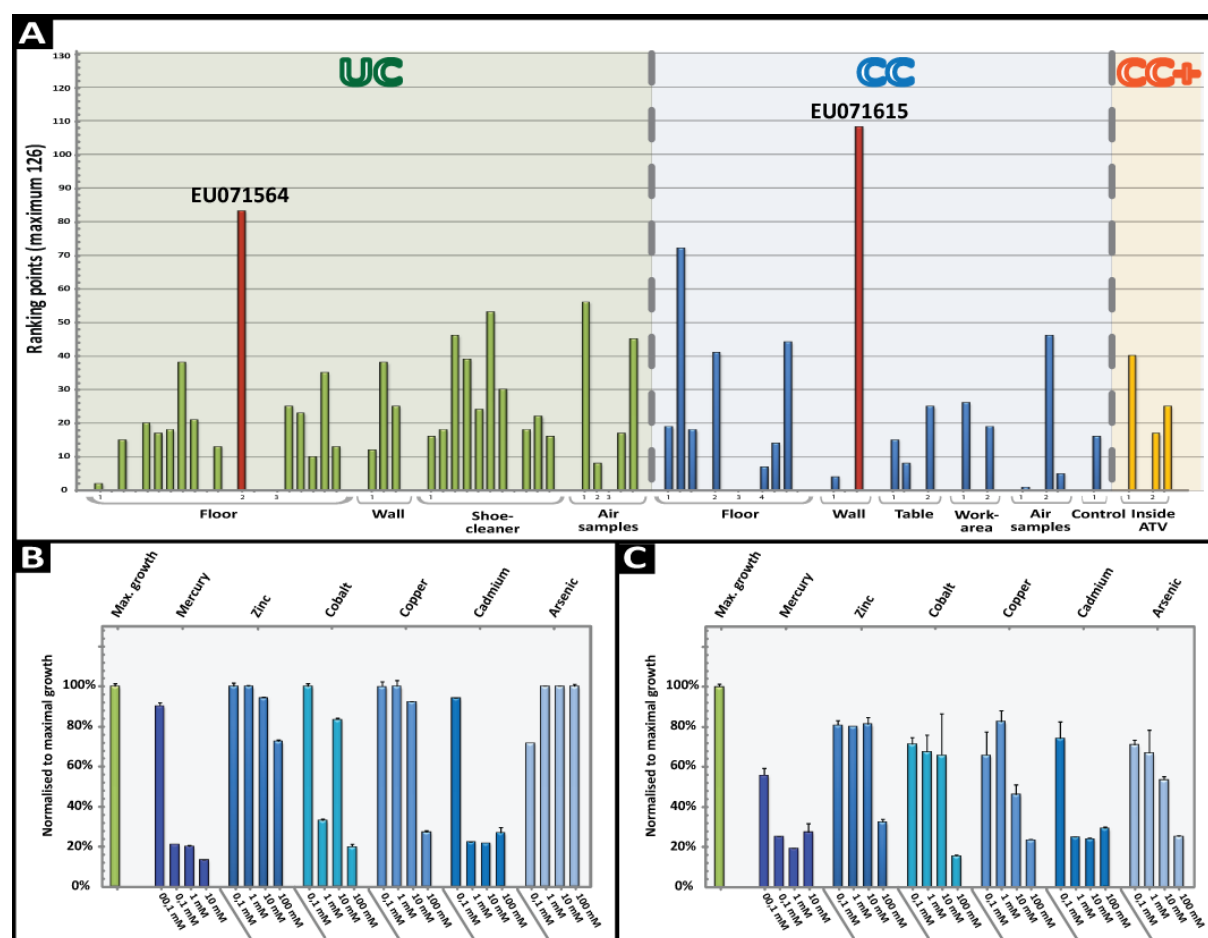 A
UC
CC
CC+
Ranking points (maximum 126)
130
120
110
100
90
80
70
60
50
40
30
20
10
0
EU071564
EU071615
1 2 3 1 1 1 2 3 1 2 3 4 1 1 2 1 2 1 2 1 1 2
Floor
Wall
Shoe-
cleaner
Air
samples
Floor
Wall
Table
Work-
area
Air
samples
Control
Inside
ATV
B
Max. growth
Mercury
Zinc
Cobalt
Copper
Cadmium
Arsenic
Normalised to maximal growth
100%
80%
60%
40%
20%
0%
00,1 mM
0,1 mM
1 mM
10 mM
0,1 mM
1 mM
10 mM
100 mM
0,1 mM
1 mM
10 mM
100 mM
0,1 mM
1 mM
10 mM
100 mM
0,1 mM
1 mM
10 mM
100 mM
0,1 mM
1 mM
10 mM
100 mM
C
Max. growth
Mercury
Zinc
Cobalt
Copper
Cadmium
Arsenic
Normalised to maximal growth
100%
80%
60%
40%
20%
0%
00,1 mM
0,1 mM
1 mM
10 mM
0,1 mM
1 mM
10 mM
100 mM
0,1 mM
1 mM
10 mM
100 mM
0,1 mM
1 mM
10 mM
100 mM
0,1 mM
1 mM
10 mM
100 mM
0,1 mM
1 mM
10 mM
100 mM